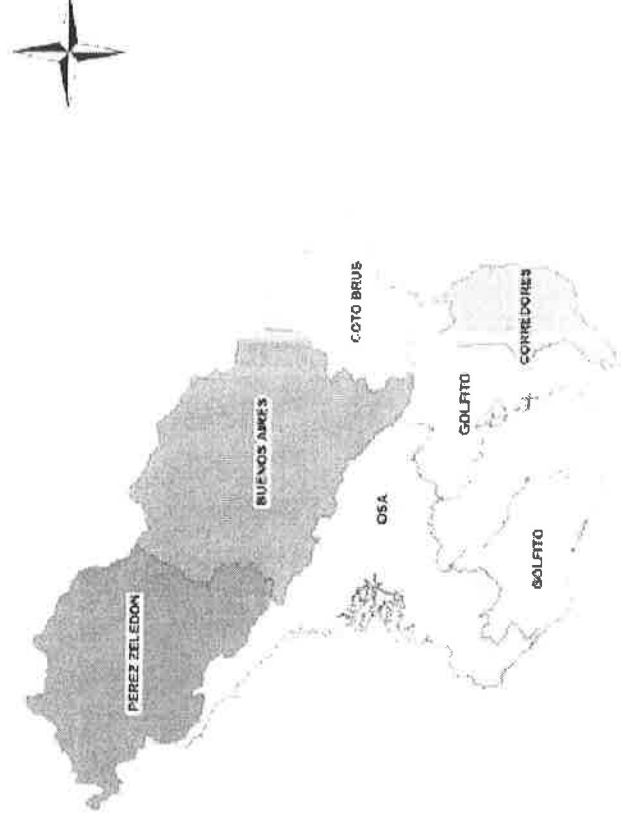 PEREZ ZELEDON
BUENOS AIRES
COTO BRUS
OSA
GOLFITO
CORREDORES
GOLFITO